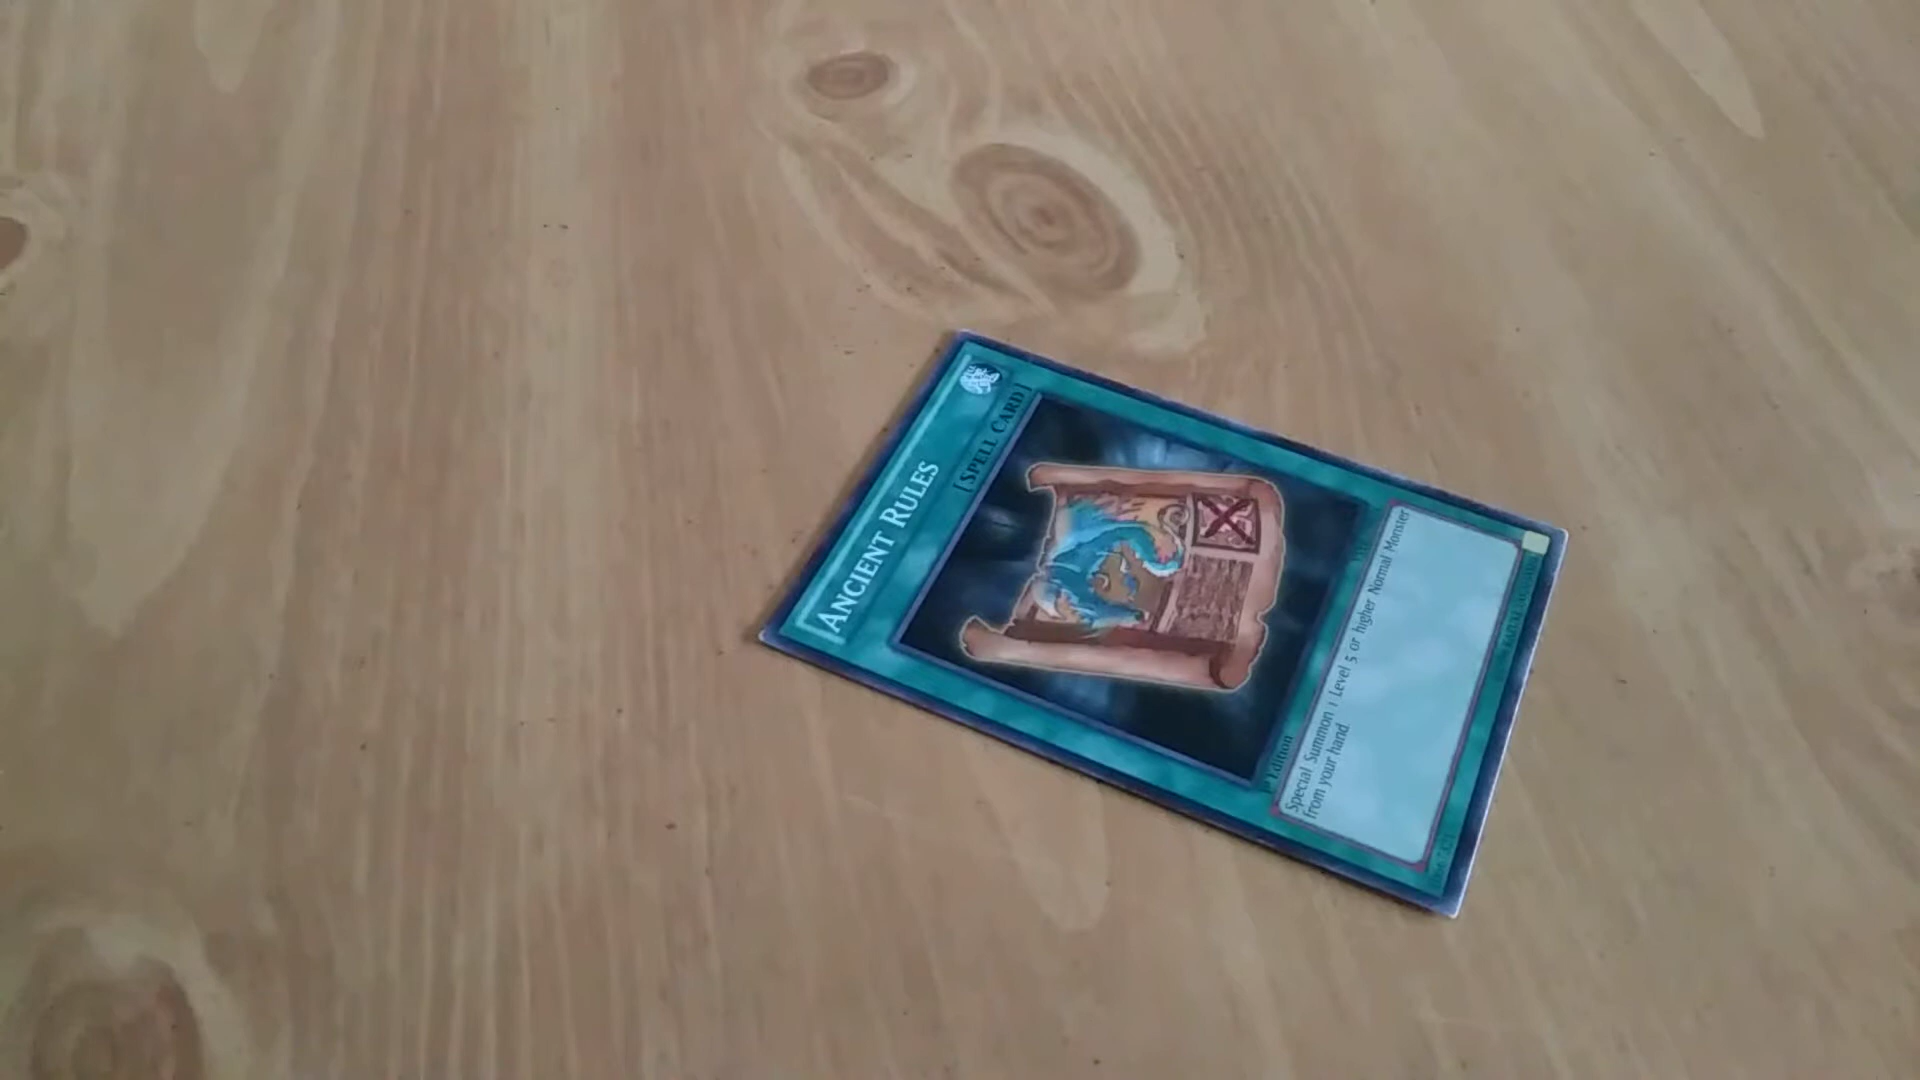 ANCIENT RULES
[SPELL CARD]
1st Edition
Special Summon 1 Level 5 or higher Normal Monster
from your hand.